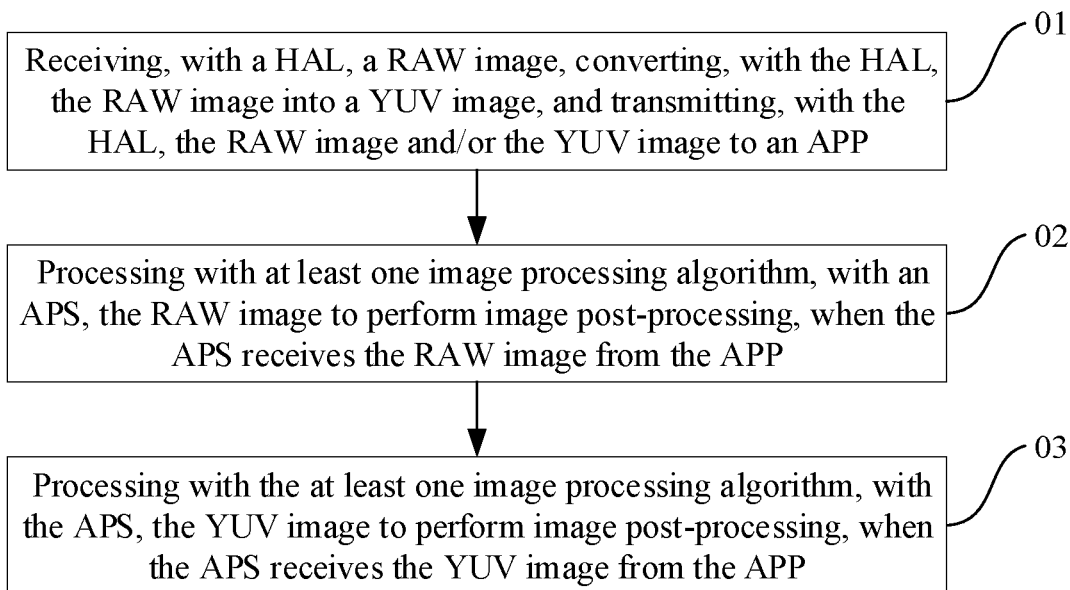 01
Receiving, with a HAL, a RAW image, converting, with the HAL,
the RAW image into a YUV image, and transmitting, with the
HAL, the RAW image and/or the YUV image to an APP
02
Processing with at least one image processing algorithm, with an
APS, the RAW image to perform image post-processing, when the
APS receives the RAW image from the APP
03
Processing with the at least one image processing algorithm, with
the APS, the YUV image to perform image post-processing, when
the APS receives the YUV image from the APP